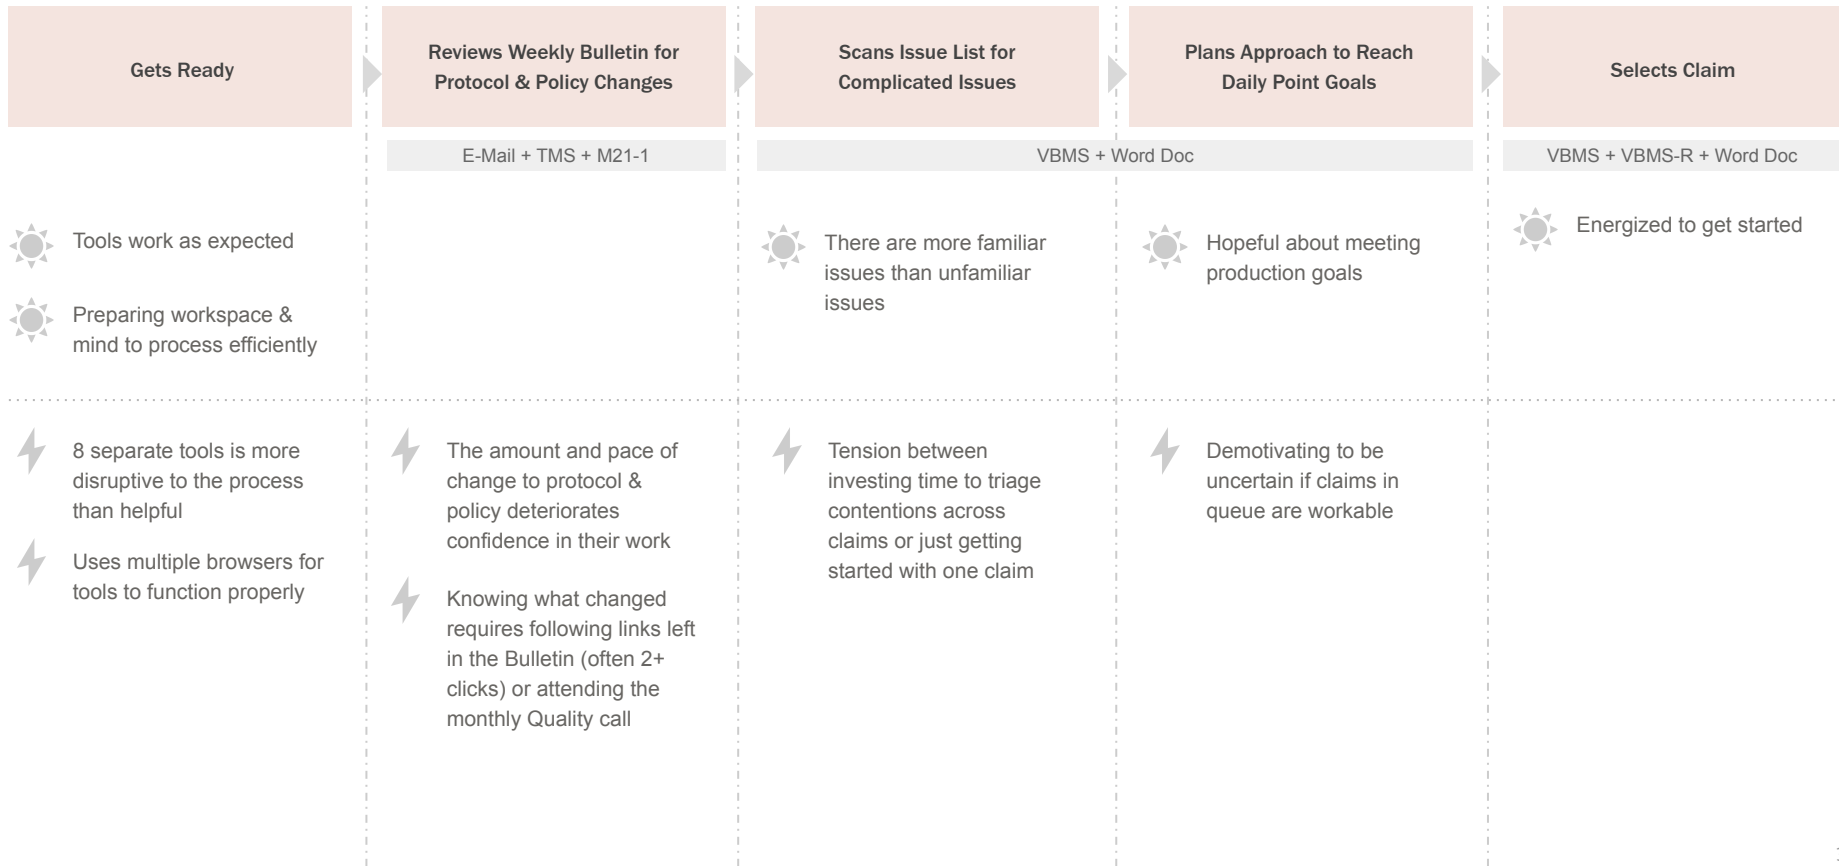 Gets Ready
Reviews Weekly Bulletin for
Protocol & Policy Changes
Scans Issue List for
Complicated Issues
Plans Approach to Reach
Daily Point Goals
Selects Claim
E-Mail + TMS + M21-1
VBMS + Word Doc
VBMS + VBMS-R + Word Doc
Tools work as expected
Preparing workspace &
mind to process efficiently
There are more familiar
issues than unfamiliar
issues
Hopeful about meeting
production goals
Energized to get started
8 separate tools is more
disruptive to the process
than helpful
Uses multiple browsers for
tools to function properly
The amount and pace of
change to protocol &
policy deteriorates
confidence in their work
Knowing what changed
requires following links left
in the Bulletin (often 2+
clicks) or attending the
monthly Quality call
Tension between
investing time to triage
contentions across
claims or just getting
started with one claim
Demotivating to be
uncertain if claims in
queue are workable